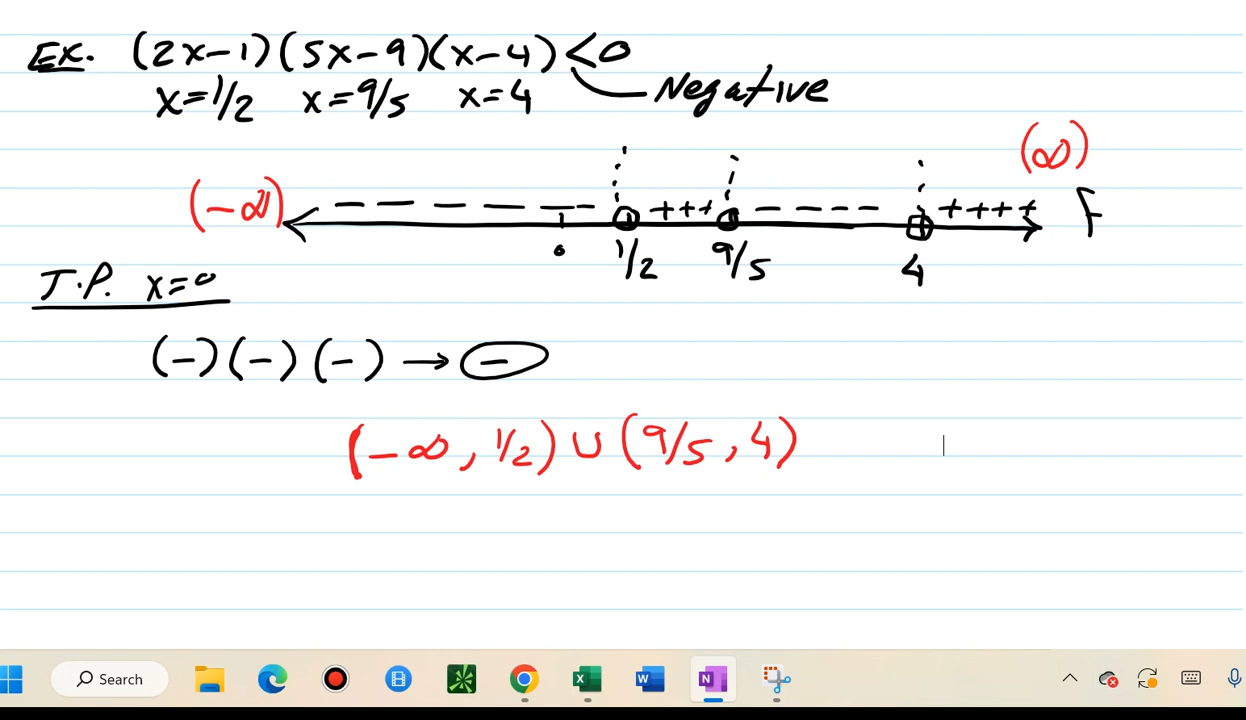 Ex. (2x-1)(5x-9)(x-4)<0
x=1/2 x=9/5 x=4 Negative
(∞)
(-∞) - - - - - - - +++ - - - - ++++ F
0 1/2 9/5 4
T.P. x=0
(-)(-)(-) → -
(-∞, 1/2) ∪ (9/5, 4)
Search